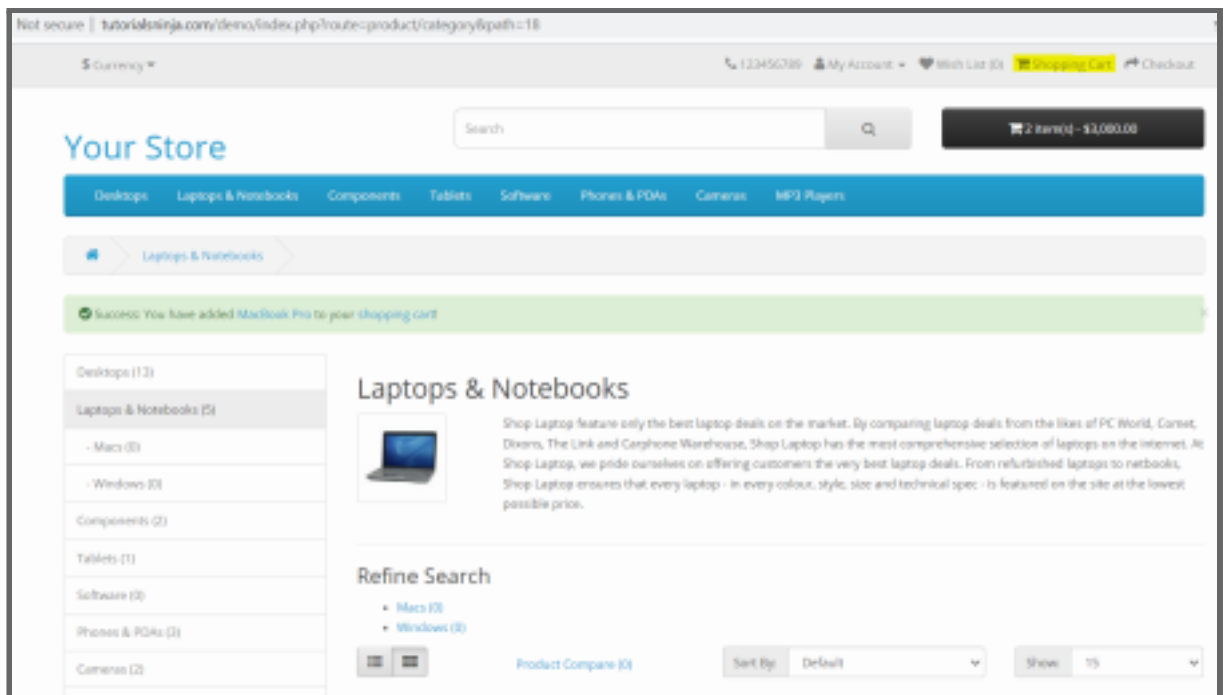 Not secure | tutorialsninja.com/demo/index.php?route=product/category&path=18
$ Currency
123456789 My Account Wish List (0) Shopping Cart Checkout
Your Store
Search
2 item(s) - $3,000.00
Desktops Laptops & Notebooks Components Tablets Software Phones & PDAs Cameras MP3 Players
Laptops & Notebooks
Success: You have added MacBook Pro to your shopping cart!
Desktops (13)
Laptops & Notebooks (5)
- Macs (0)
- Windows (0)
Components (2)
Tablets (1)
Software (0)
Phones & PDAs (3)
Cameras (2)
Laptops & Notebooks
Shop Laptop feature only the best laptop deals on the market. By comparing laptop deals from the likes of PC World, Comet,
Dixons, The Link and Carphone Warehouse, Shop Laptop has the most comprehensive selection of laptops on the internet. At
Shop Laptop, we pride ourselves on offering customers the very best laptop deals. From refurbished laptops to netbooks,
Shop Laptop ensures that every laptop - in every colour, style, size and technical spec - is featured on the site at the lowest
possible price.
Refine Search
Macs (0)
Windows (0)
Product Compare (0) Sort By: Default Show: 15